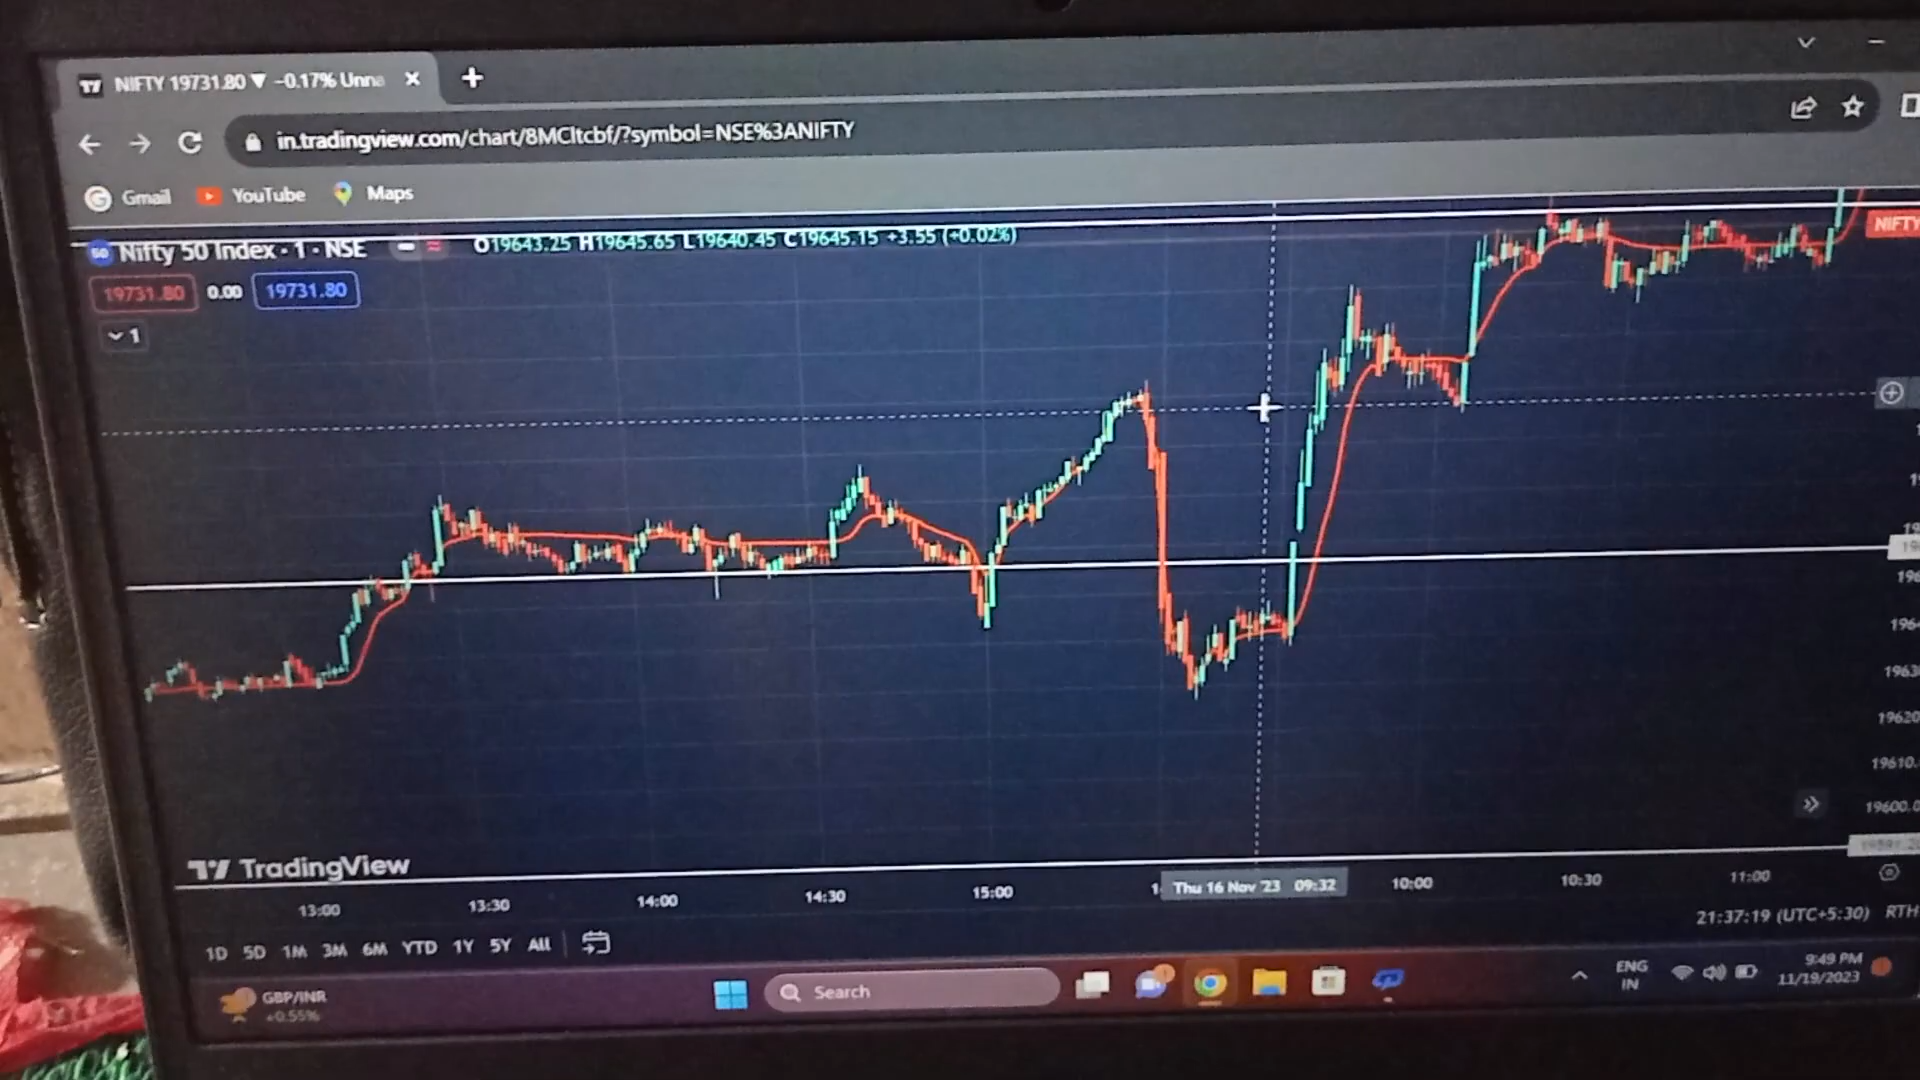 NIFTY 19731.80 ▼ −0.17% Unna
in.tradingview.com/chart/8MCltcbf/?symbol=NSE%3ANIFTY
Gmail YouTube Maps
50 Nifty 50 Index · 1 · NSE O19643.25 H19645.65 L19640.45 C19645.15 +3.55 (+0.02%)
NIFTY
19731.80 0.00 19731.80
1
19630
19620
19610.
19600.0
TradingView
13:00 13:30 14:00 14:30 15:00 Thu 16 Nov '23 09:32 10:00 10:30 11:00
21:37:19 (UTC+5:30) RTH
1D 5D 1M 3M 6M YTD 1Y 5Y All
GBP/INR
+0.55%
Search
ENG
IN
9:49 PM
11/19/2023